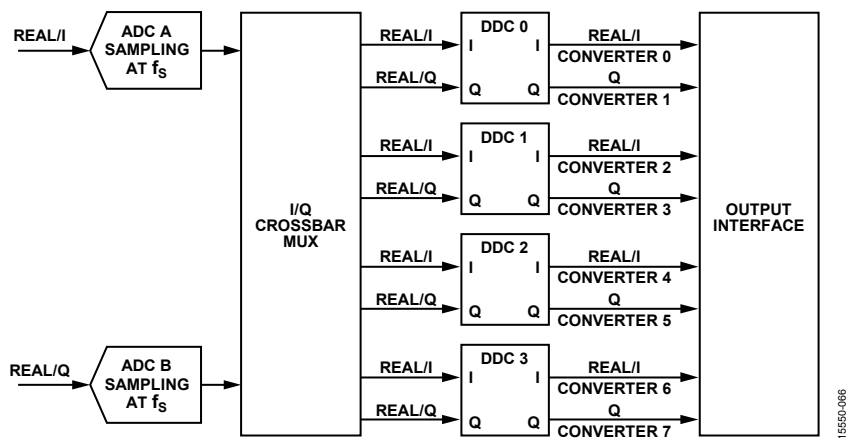 REAL/I
ADC A
SAMPLING
AT fS
REAL/Q
ADC B
SAMPLING
AT fS
I/Q
CROSSBAR
MUX
REAL/I
REAL/Q
DDC 0
I I
Q Q
REAL/I
CONVERTER 0
Q
CONVERTER 1
REAL/I
REAL/Q
DDC 1
I I
Q Q
REAL/I
CONVERTER 2
Q
CONVERTER 3
REAL/I
REAL/Q
DDC 2
I I
Q Q
REAL/I
CONVERTER 4
Q
CONVERTER 5
REAL/I
REAL/Q
DDC 3
I I
Q Q
REAL/I
CONVERTER 6
Q
CONVERTER 7
OUTPUT
INTERFACE
15550-066